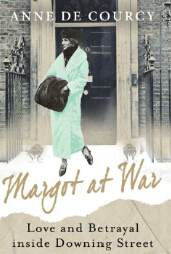 ANNE DE COURCY
Margot at War
Love and Betrayal
inside Downing Street